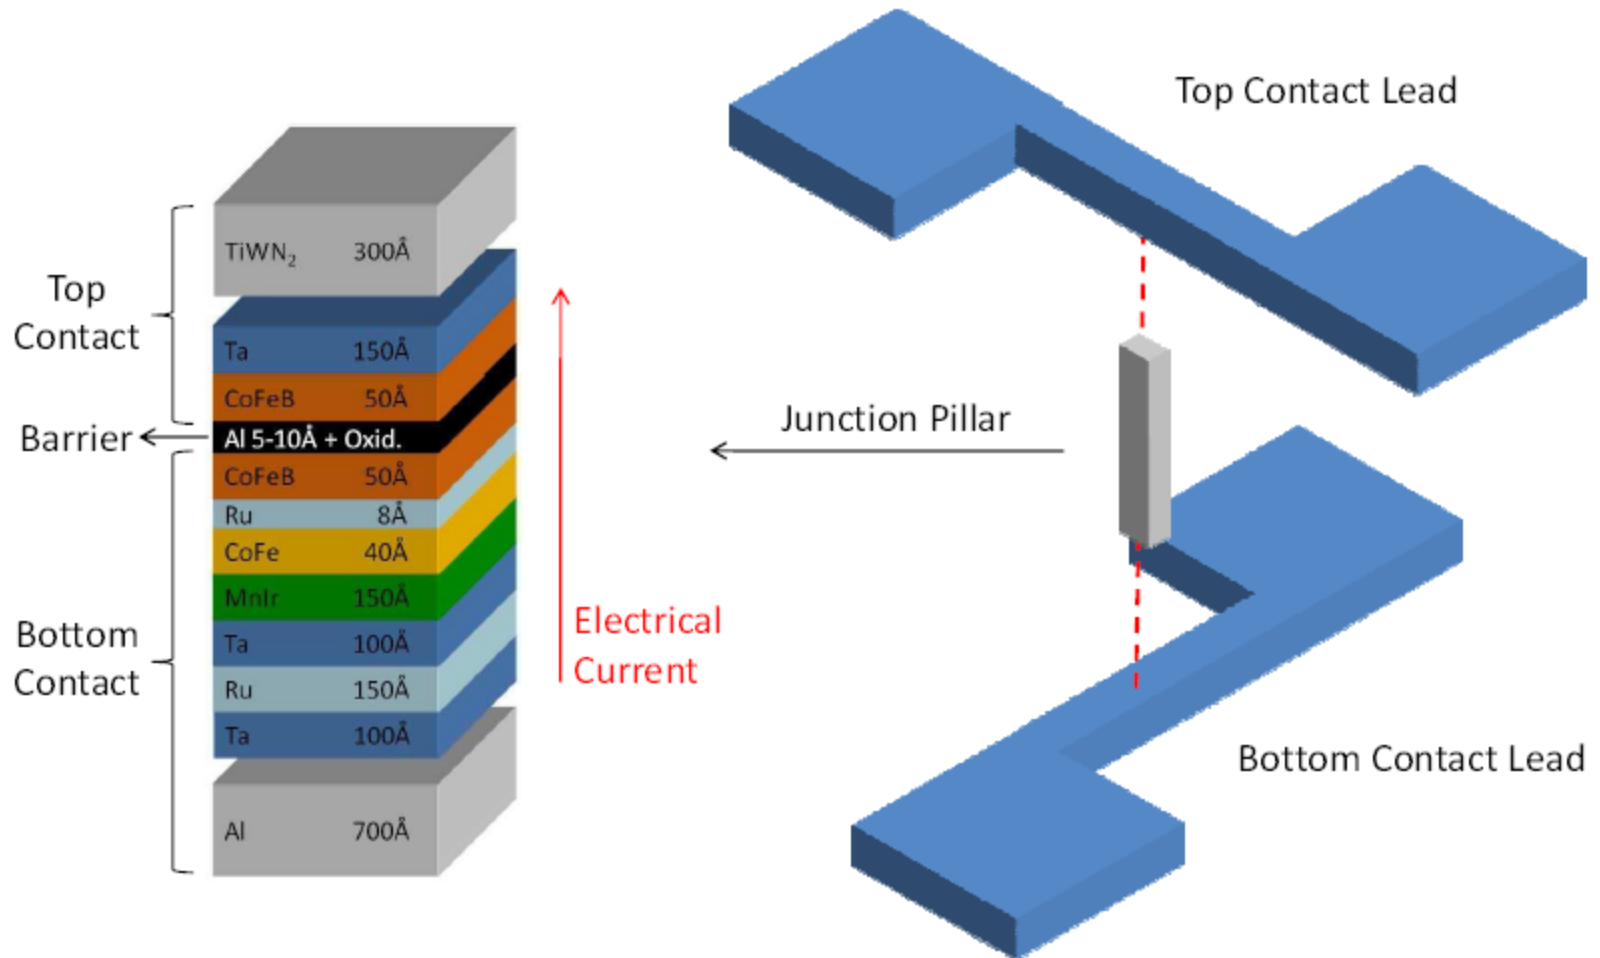 Top Contact Lead
TiWN₂ 300Å
Top
Contact
Ta 150Å
CoFeB 50Å
Barrier
Al 5-10Å + Oxid.
Junction Pillar
CoFeB 50Å
Ru 8Å
CoFe 40Å
MnIr 150Å
Bottom
Contact
Ta 100Å
Ru 150Å
Ta 100Å
Al 700Å
Electrical
Current
Bottom Contact Lead